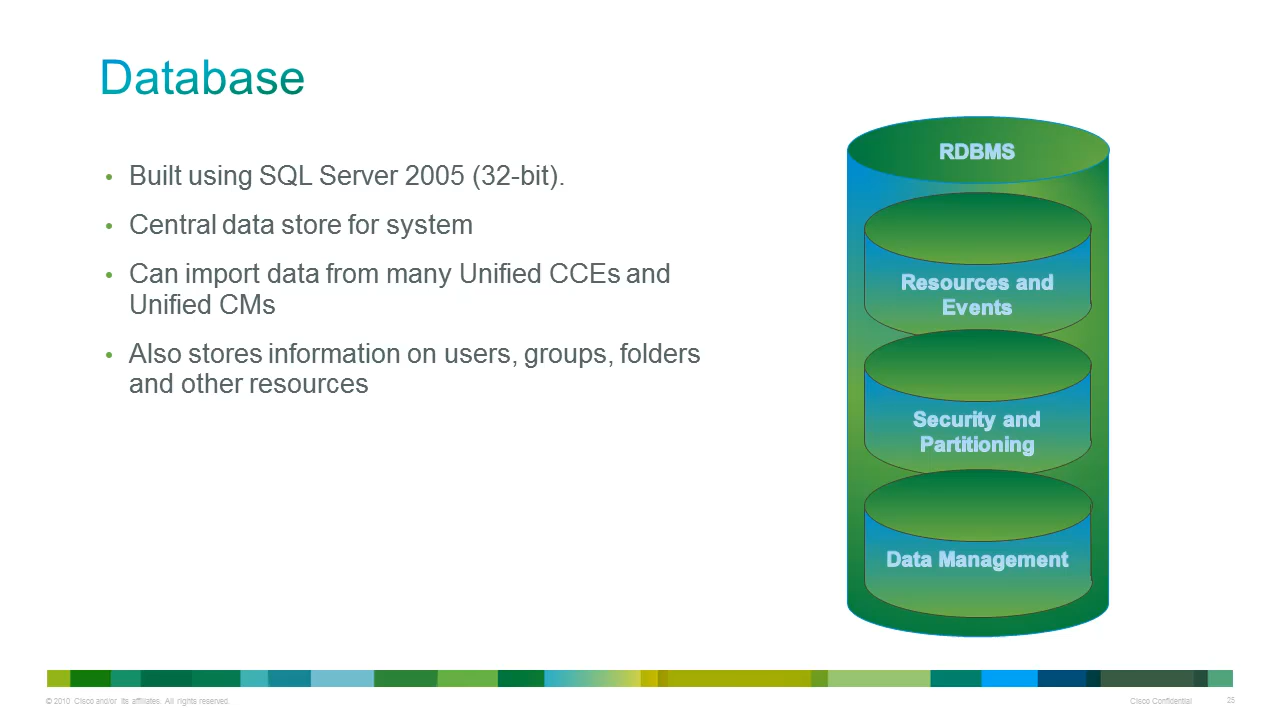 Database
• Built using SQL Server 2005 (32-bit).
• Central data store for system
• Can import data from many Unified CCEs and
Unified CMs
• Also stores information on users, groups, folders
and other resources
RDBMS
Resources and
Events
Security and
Partitioning
Data Management
© 2010 Cisco and/or its affiliates. All rights reserved.
Cisco Confidential
25